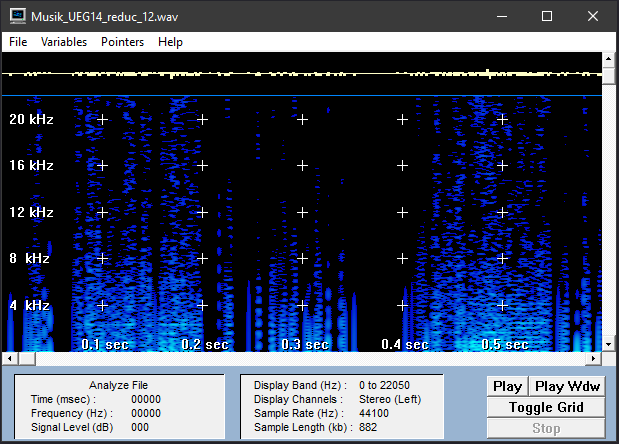 Musik_UEG14_reduc_12.wav
File Variables Pointers Help
20 kHz
16 kHz
12 kHz
8 kHz
4 kHz
0.1 sec 0.2 sec 0.3 sec 0.4 sec 0.5 sec
Analyze File
Time (msec) : 00000
Frequency (Hz) : 00000
Signal Level (dB) 000
Display Band (Hz) : 0 to 22050
Display Channels : Stereo (Left)
Sample Rate (Hz) : 44100
Sample Length (kb) : 882
Play Play Wdw
Toggle Grid
Stop